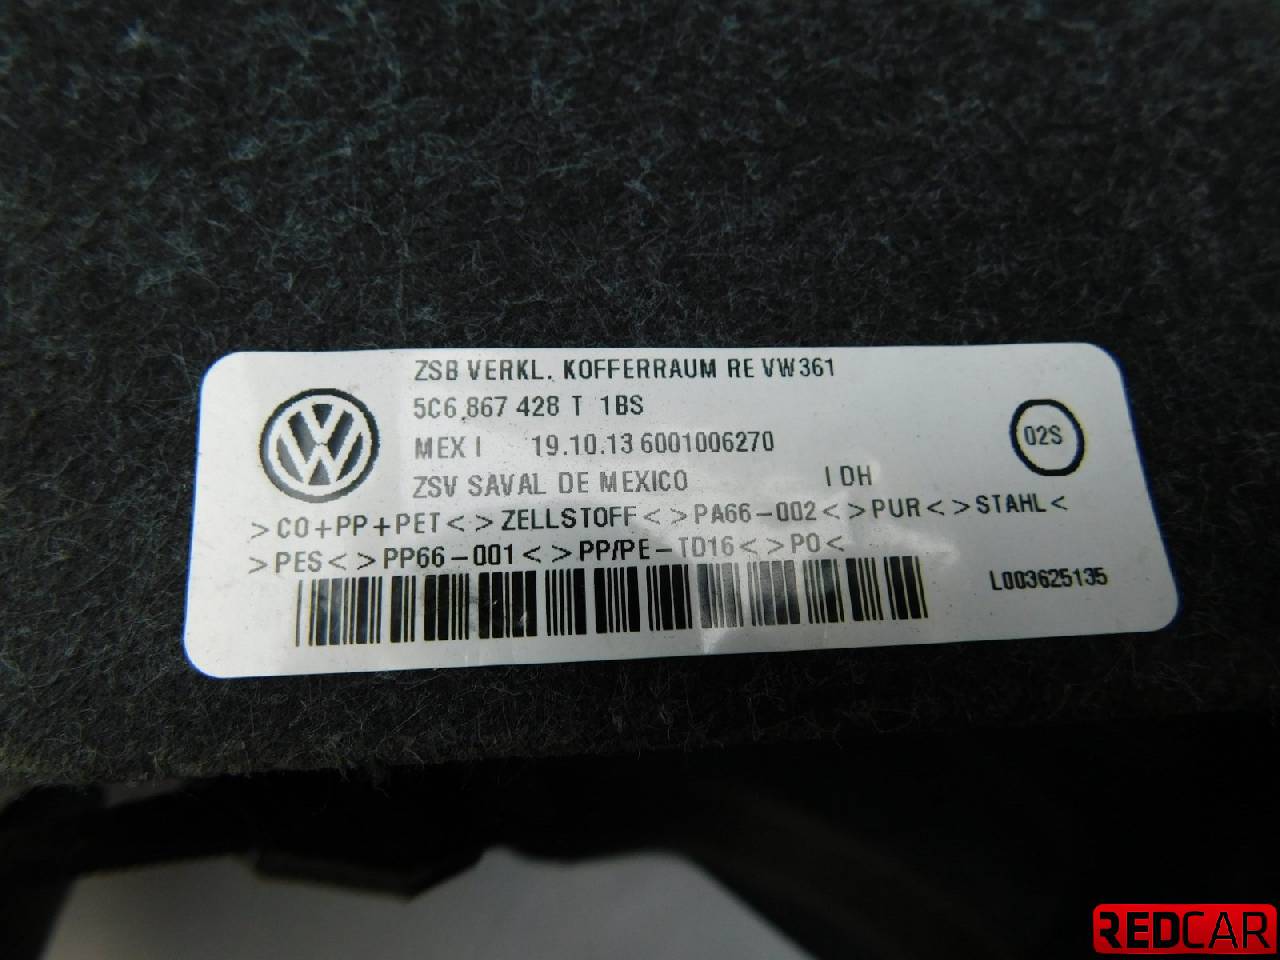 ZSB VERKL. KOFFERRAUM RE VW361
5C6.867 428 T 1BS
MEX I 19.10.13 6001006270
02S
ZSV SAVAL DE MEXICO I DH
>CO+PP+PET<>ZELLSTOFF<>PA66-002<>PUR<>STAHL<
>PES<>PP66-001<>PP/PE-TD16<>PO<
L003625135
REDCAR